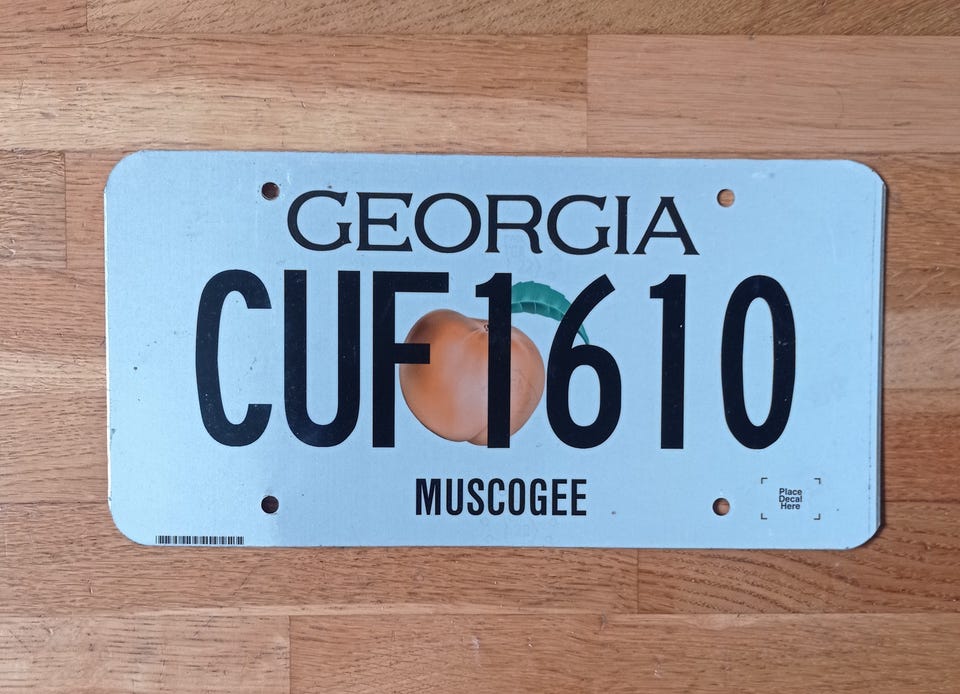 GEORGIA
CUF1610
MUSCOGEE
Place
Decal
Here